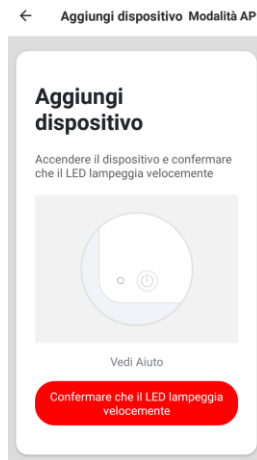 Aggiungi dispositivo Modalità AP
Aggiungi
dispositivo
Accendere il dispositivo e confermare
che il LED lampeggia velocemente
Vedi Aiuto
Confermare che il LED lampeggia
velocemente